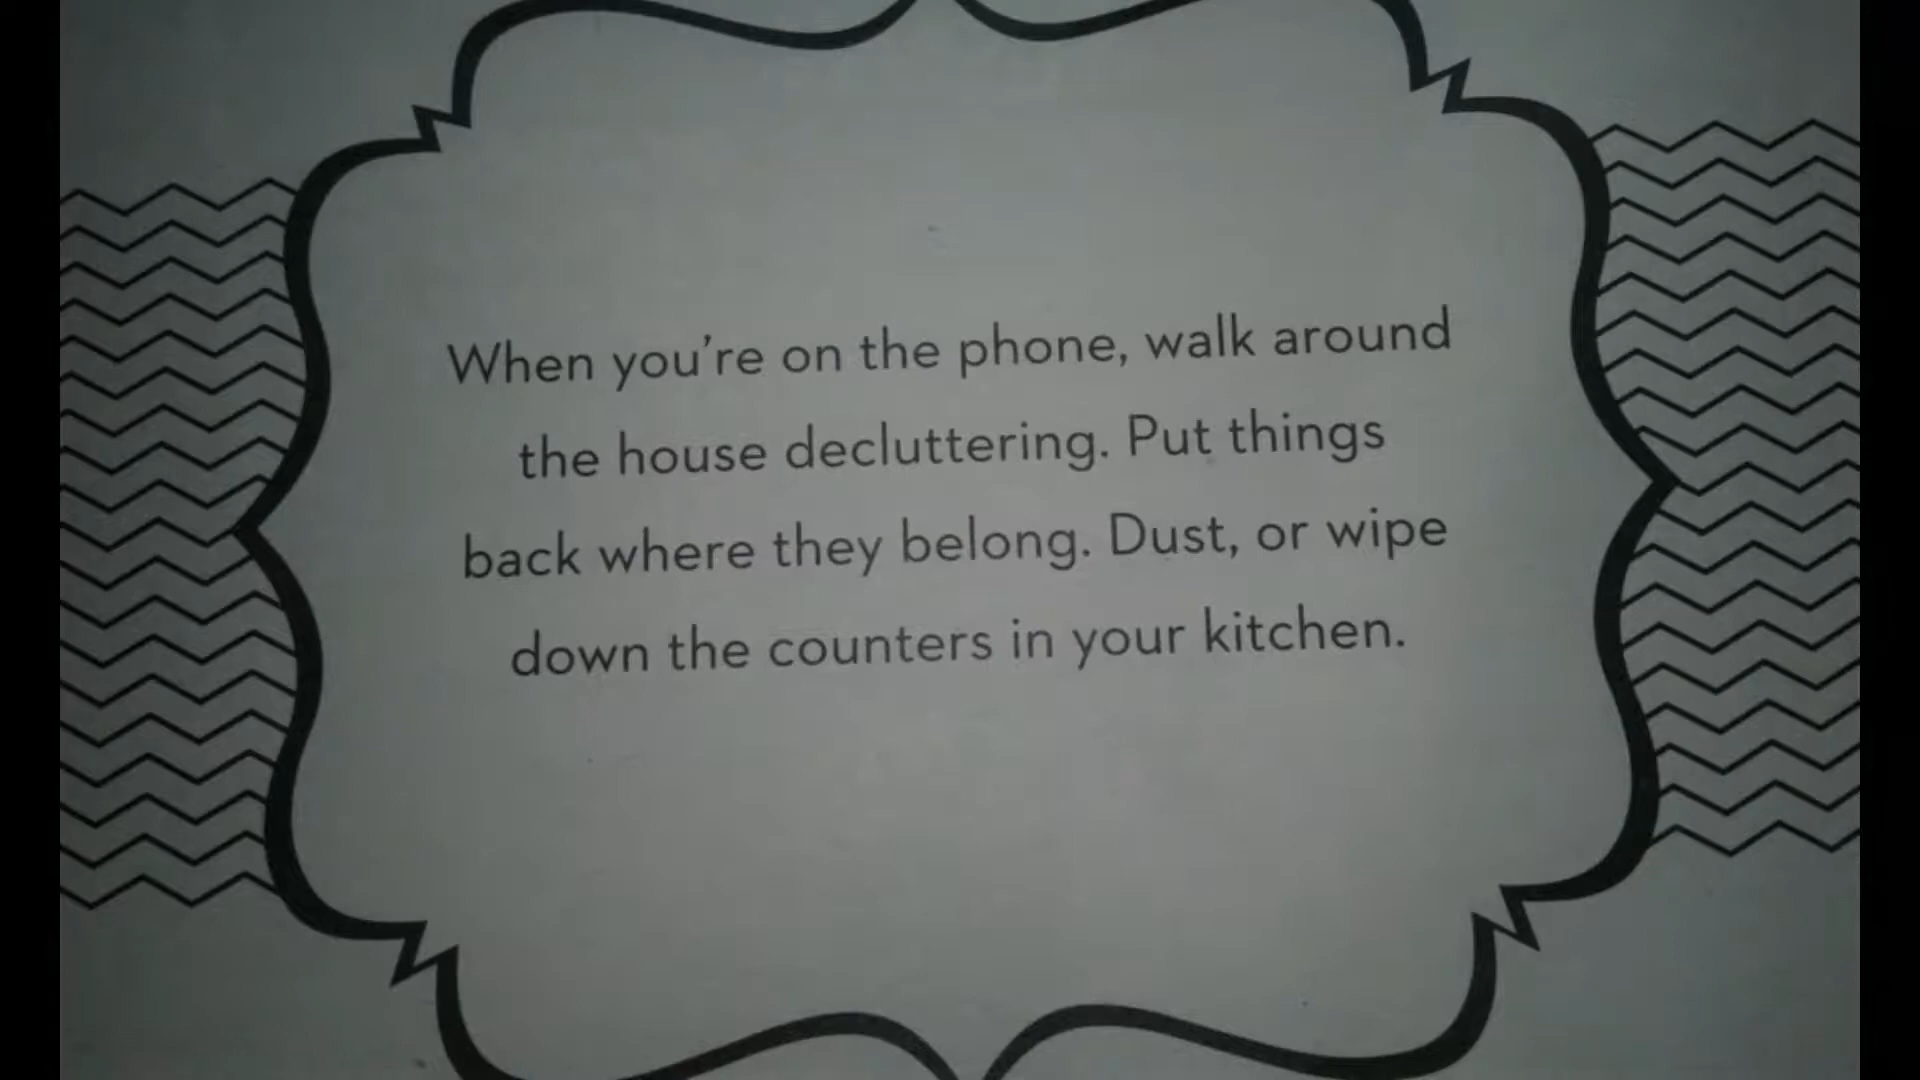 When you're on the phone, walk around
the house decluttering. Put things
back where they belong. Dust, or wipe
down the counters in your kitchen.